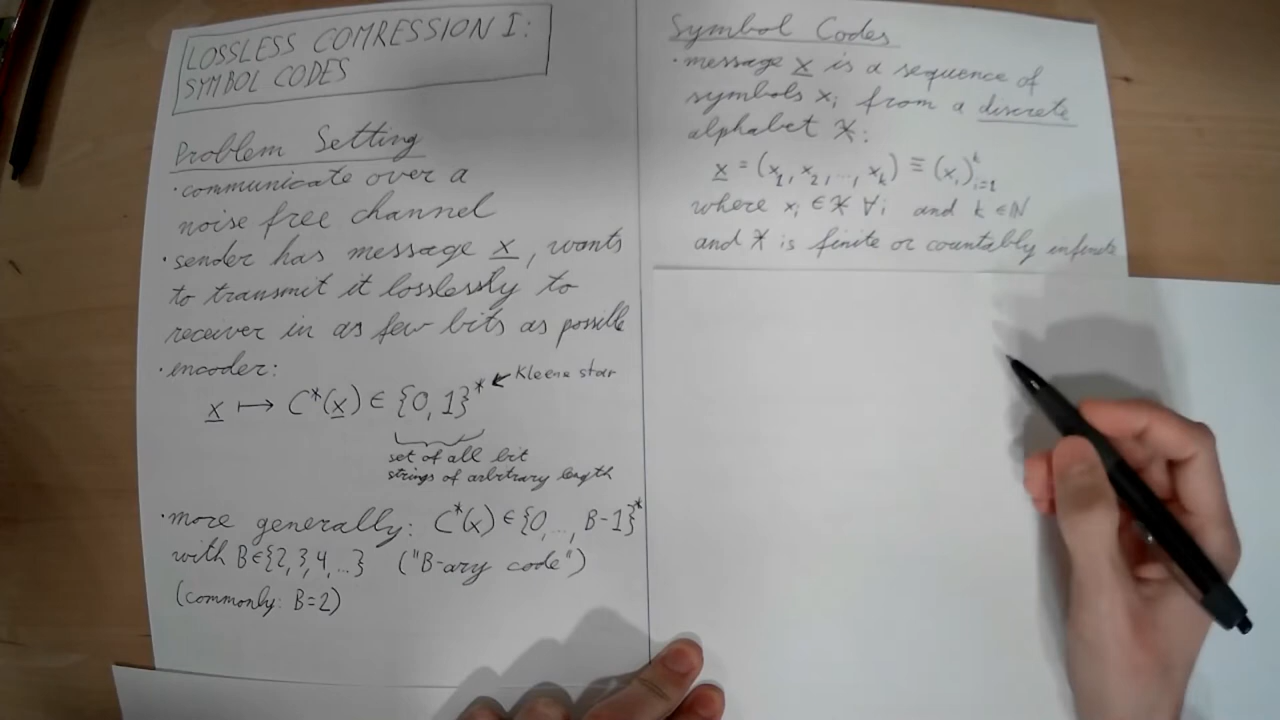 LOSSLESS COMRESSION I:
SYMBOL CODES
Problem Setting
· communicate over a
noise free channel
· sender has message x, wants
to transmit it losslessly to
receiver in as few bits as possible
· encoder:
x ↦ C*(x) ∈ {0, 1}* ← Kleene star
set of all bit
strings of arbitrary length
· more generally: C*(x) ∈ {0, ..., B-1}*
with B∈{2, 3, 4, ...} ("B-ary code")
(commonly: B=2)
Symbol Codes
· message x is a sequence of
symbols xᵢ from a discrete
alphabet 𝒳:
x = (x₁, x₂, ..., xₖ) ≡ (xᵢ)ᵏᵢ₌₁
where xᵢ ∈ 𝒳 ∀i and k ∈ ℕ
and 𝒳 is finite or countably infinite